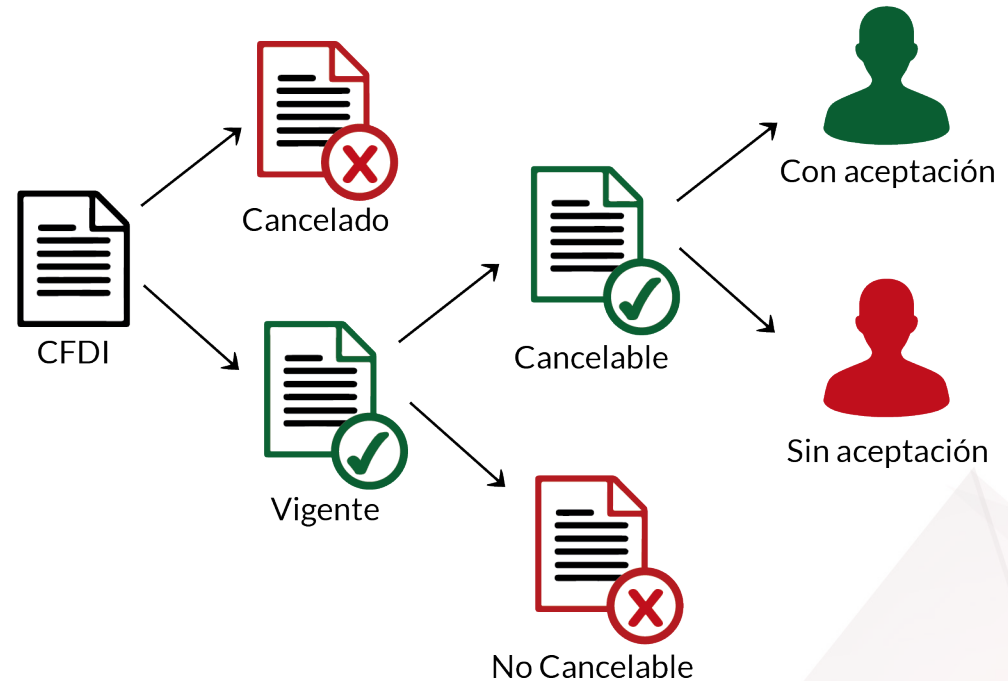 CFDI
Cancelado
Vigente
Cancelable
No Cancelable
Con aceptación
Sin aceptación